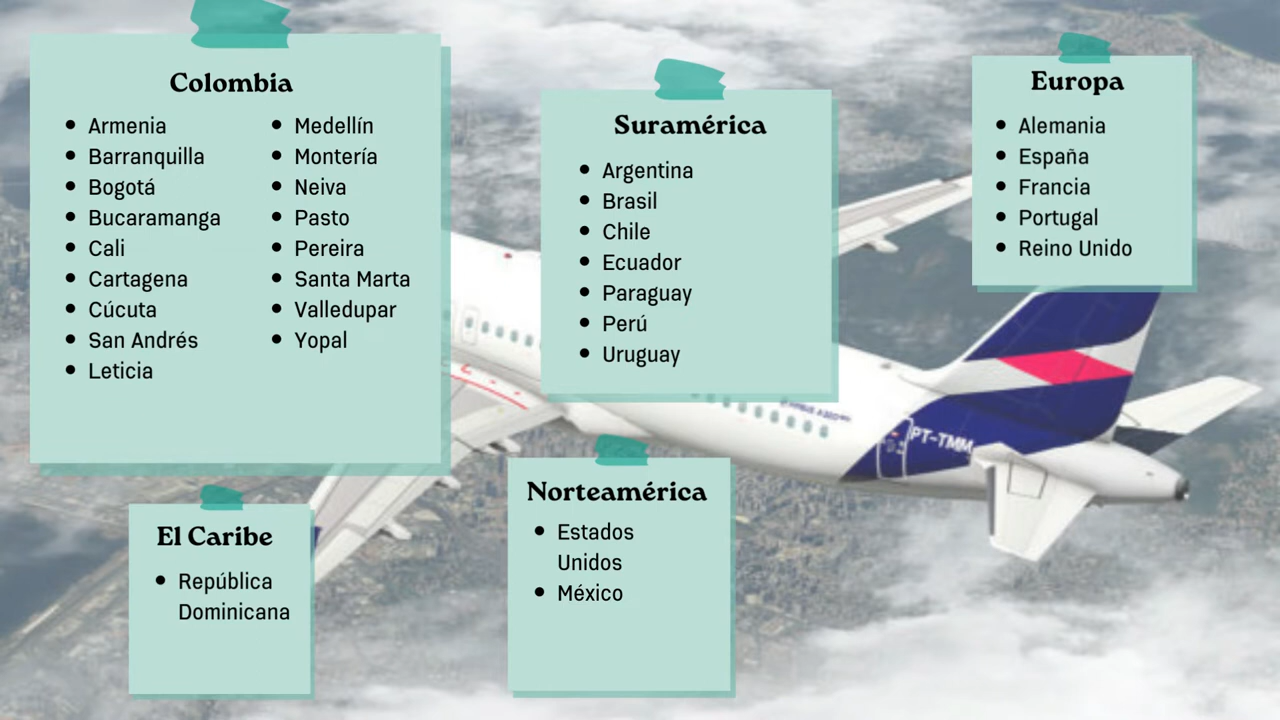 Colombia
Armenia
Barranquilla
Bogotá
Bucaramanga
Cali
Cartagena
Cúcuta
San Andrés
Leticia
Medellín
Montería
Neiva
Pasto
Pereira
Santa Marta
Valledupar
Yopal
Suramérica
Argentina
Brasil
Chile
Ecuador
Paraguay
Perú
Uruguay
Europa
Alemania
España
Francia
Portugal
Reino Unido
El Caribe
República
Dominicana
Norteamérica
Estados
Unidos
México
PT-TMM